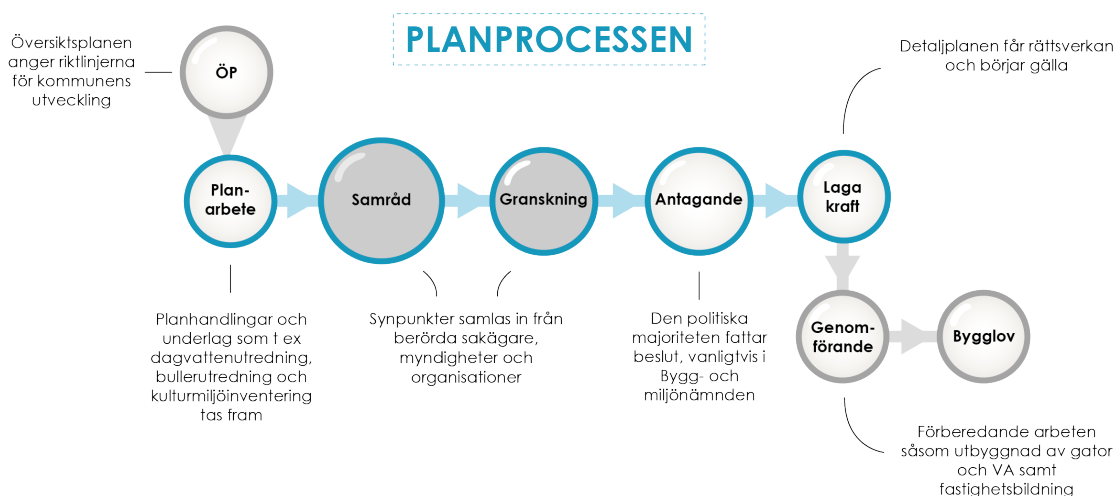 PLANPROCESSEN
Översiktsplanen
anger riktlinjerna
för kommunens
utveckling
ÖP
Detaljplanen får rättsverkan
och börjar gälla
Plan-
arbete
Samråd
Granskning
Antagande
Laga
kraft
Planhandlingar och
underlag som t ex
dagvattenutredning,
bullerutredning och
kulturmiljöinventering
tas fram
Synpunkter samlas in från
berörda sakägare,
myndigheter och
organisationer
Den politiska
majoriteten fattar
beslut, vanligtvis i
Bygg- och
miljönämnden
Genom-
förande
Bygglov
Förberedande arbeten
såsom utbyggnad av gator
och VA samt
fastighetsbildning